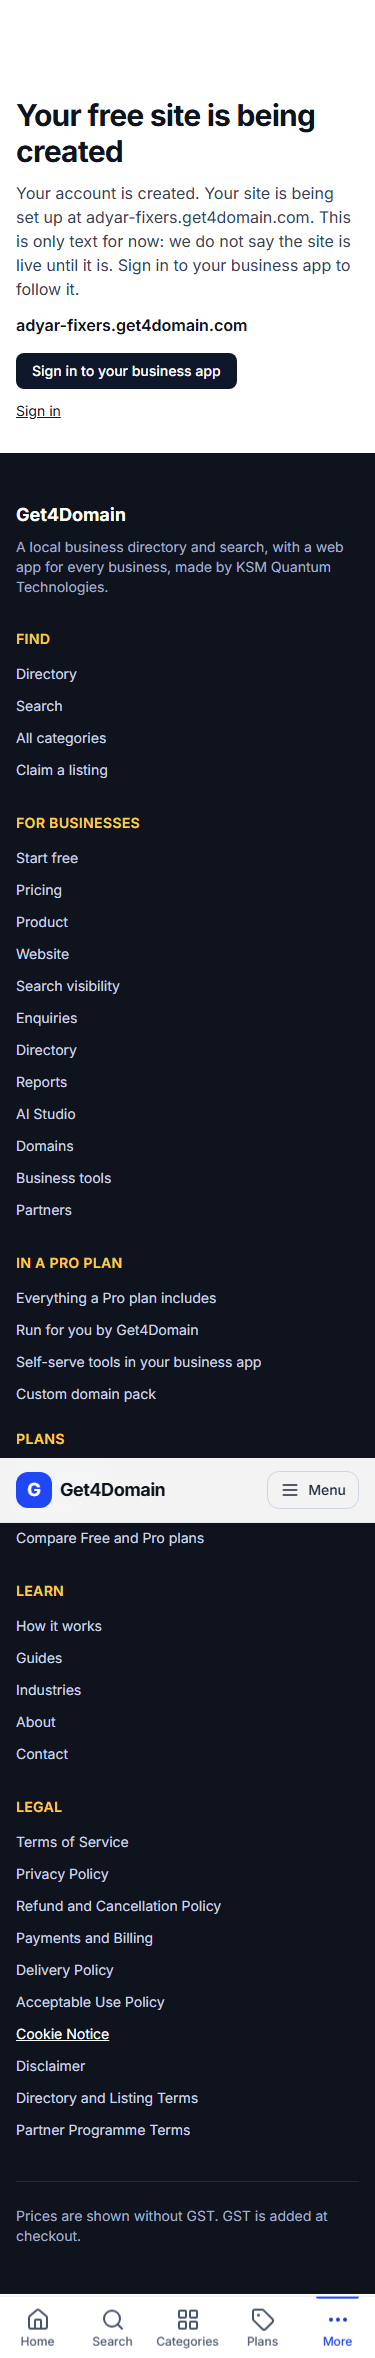 Your free site is being
created
Your account is created. Your site is being
set up at adyar-fixers.get4domain.com. This
is only text for now: we do not say the site is
live until it is. Sign in to your business app to
follow it.
adyar-fixers.get4domain.com
Sign in to your business app
Sign in
Get4Domain
A local business directory and search, with a web
app for every business, made by KSM Quantum
Technologies.
FIND
Directory
Search
All categories
Claim a listing
FOR BUSINESSES
Start free
Pricing
Product
Website
Search visibility
Enquiries
Directory
Reports
AI Studio
Domains
Business tools
Partners
IN A PRO PLAN
Everything a Pro plan includes
Run for you by Get4Domain
Self-serve tools in your business app
Custom domain pack
PLANS
G Get4Domain Menu
Compare Free and Pro plans
LEARN
How it works
Guides
Industries
About
Contact
LEGAL
Terms of Service
Privacy Policy
Refund and Cancellation Policy
Payments and Billing
Delivery Policy
Acceptable Use Policy
Cookie Notice
Disclaimer
Directory and Listing Terms
Partner Programme Terms
Prices are shown without GST. GST is added at
checkout.
Home Search Categories Plans More